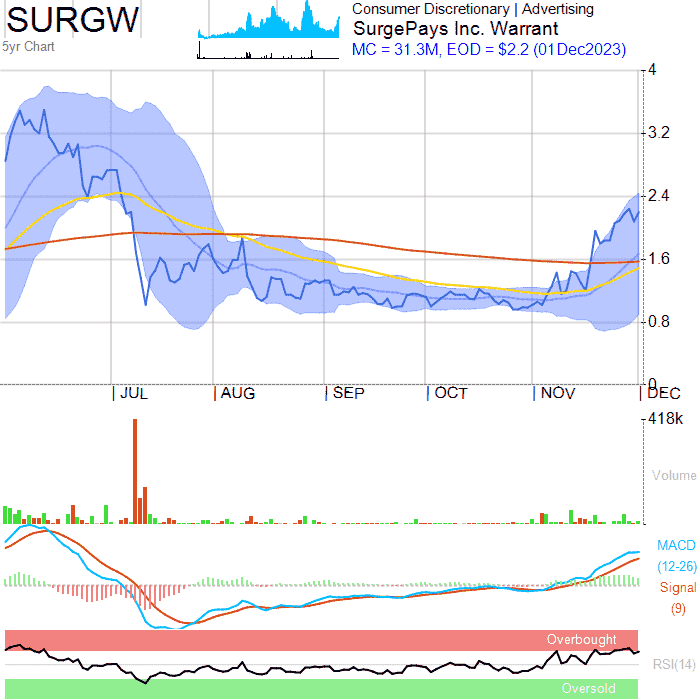 SURGW
5yr Chart
Consumer Discretionary | Advertising
SurgePays Inc. Warrant
MC = 31.3M, EOD = $2.2 (01Dec2023)
4
3.2
2.4
1.6
0.8
0
JUL AUG SEP OCT NOV DEC
418k
Volume
MACD
(12-26)
Signal
(9)
Overbought
RSI(14)
Oversold